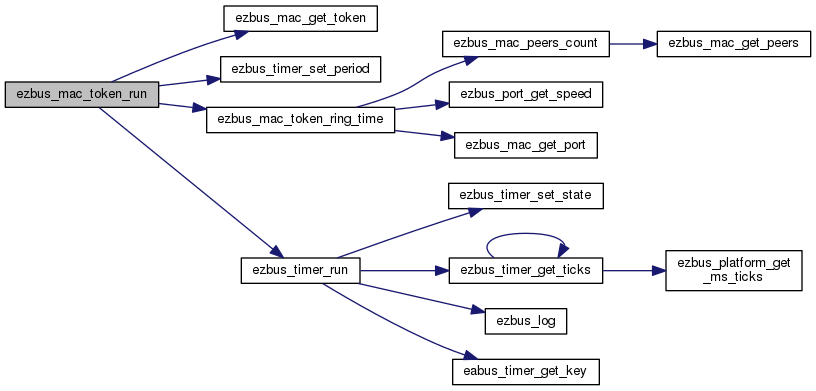 ezbus_mac_get_token
ezbus_mac_peers_count
ezbus_mac_get_peers
ezbus_timer_set_period
ezbus_mac_token_run
ezbus_port_get_speed
ezbus_mac_token_ring_time
ezbus_mac_get_port
ezbus_timer_set_state
ezbus_timer_run
ezbus_timer_get_ticks
ezbus_platform_get
_ms_ticks
ezbus_log
eabus_timer_get_key